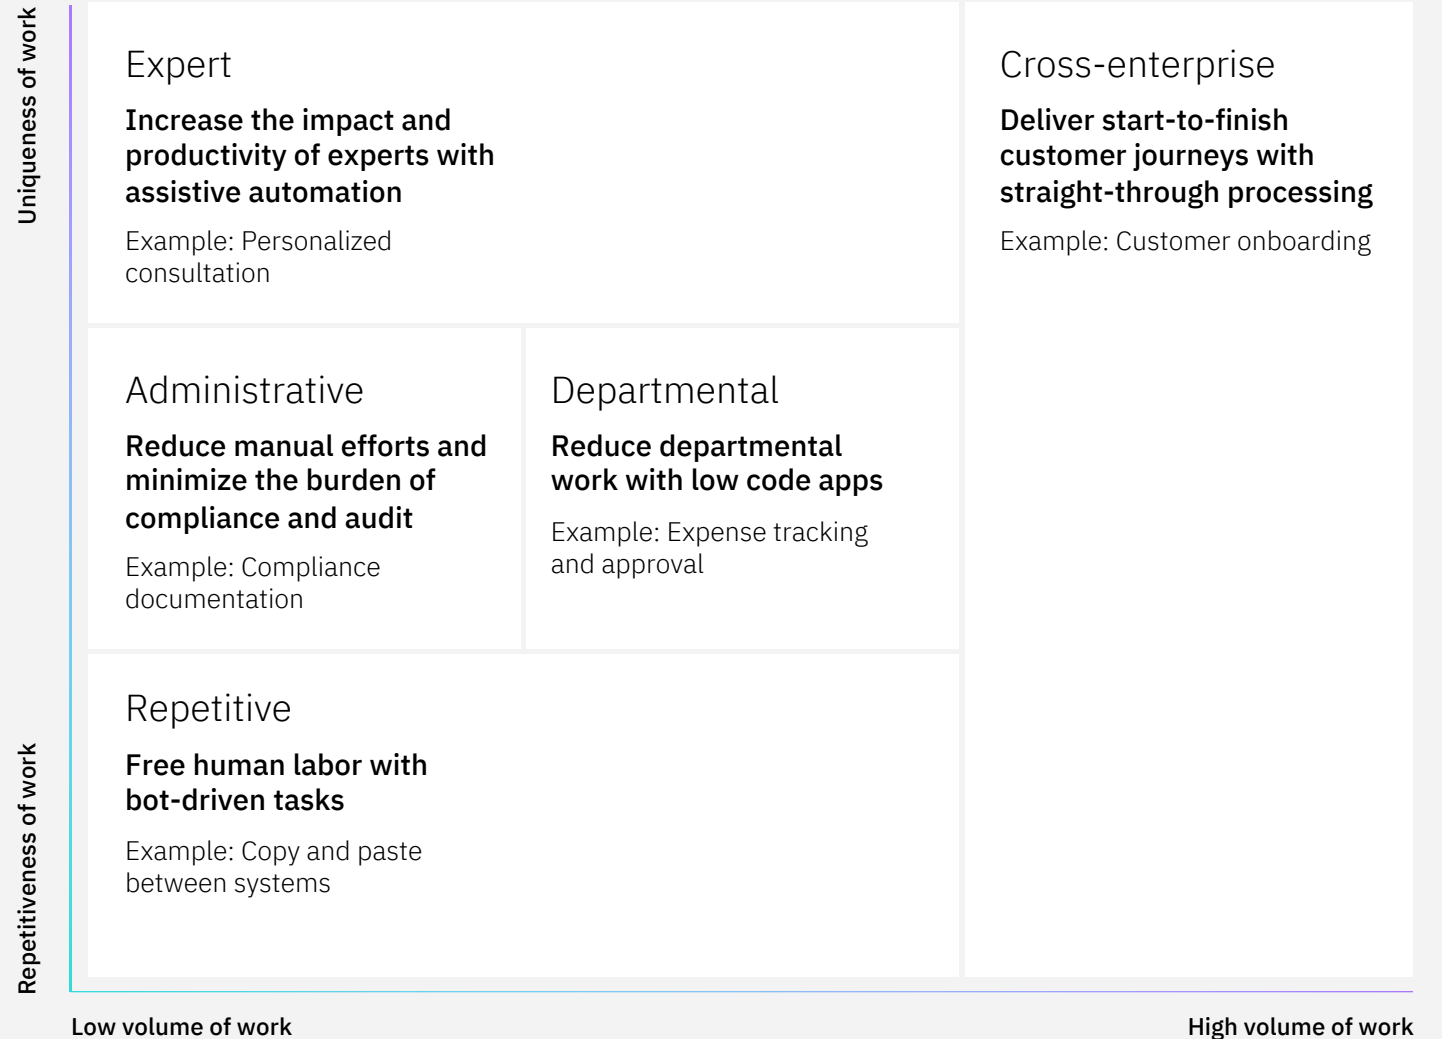 Uniqueness of work
Expert
Increase the impact and
productivity of experts with
assistive automation
Example: Personalized
consultation
Cross-enterprise
Deliver start-to-finish
customer journeys with
straight-through processing
Example: Customer onboarding
Administrative
Reduce manual efforts and
minimize the burden of
compliance and audit
Example: Compliance
documentation
Departmental
Reduce departmental
work with low code apps
Example: Expense tracking
and approval
Repetitiveness of work
Repetitive
Free human labor with
bot-driven tasks
Example: Copy and paste
between systems
Low volume of work
High volume of work